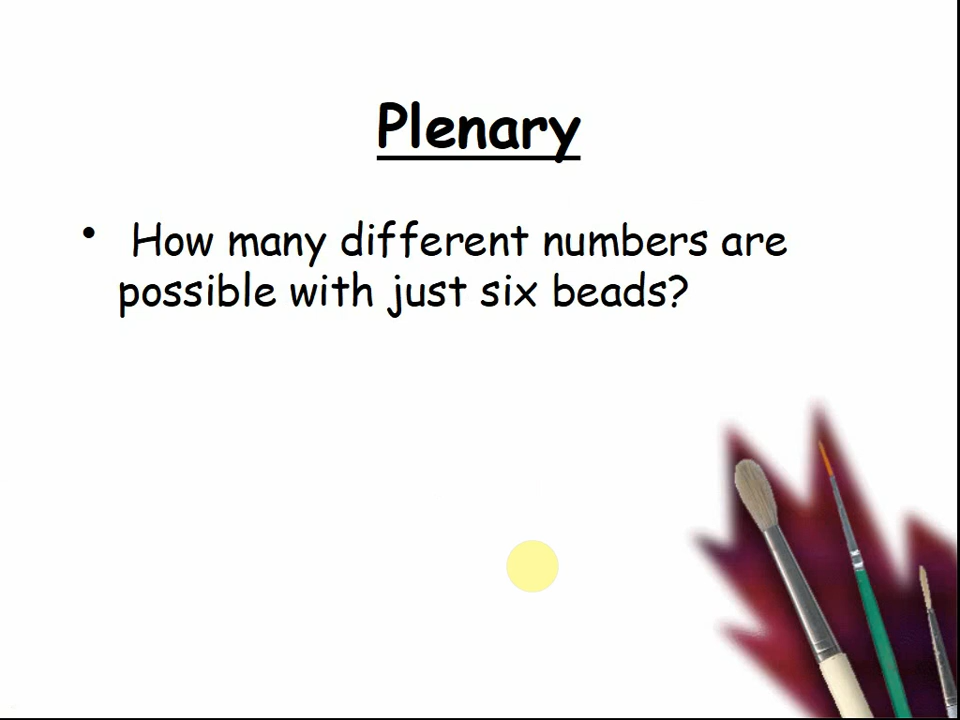 Plenary
• How many different numbers are
possible with just six beads?